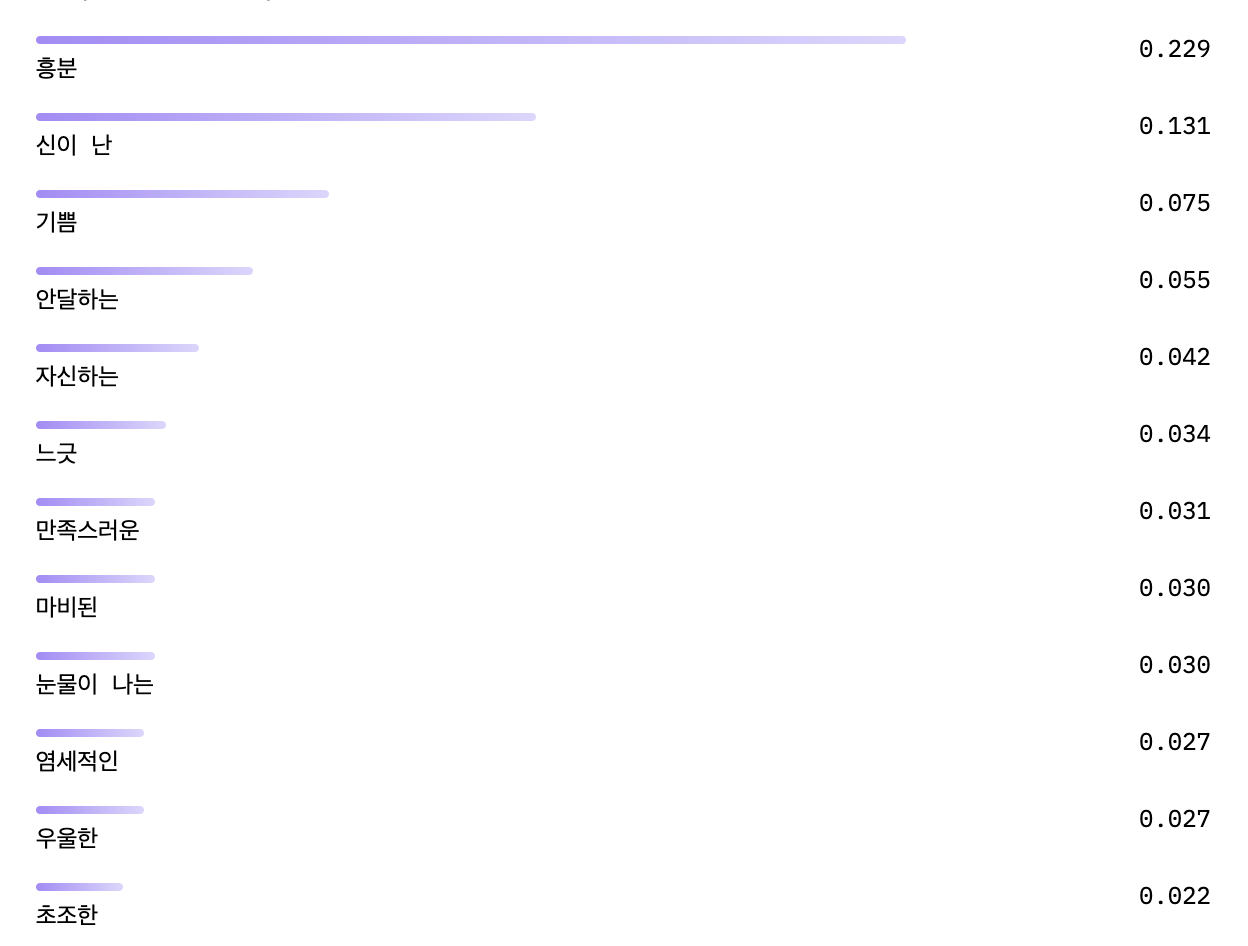 흥분
0.229
신이 난
0.131
기쁨
0.075
안달하는
0.055
자신하는
0.042
느긋
0.034
만족스러운
0.031
마비된
0.030
눈물이 나는
0.030
염세적인
0.027
우울한
0.027
초조한
0.022